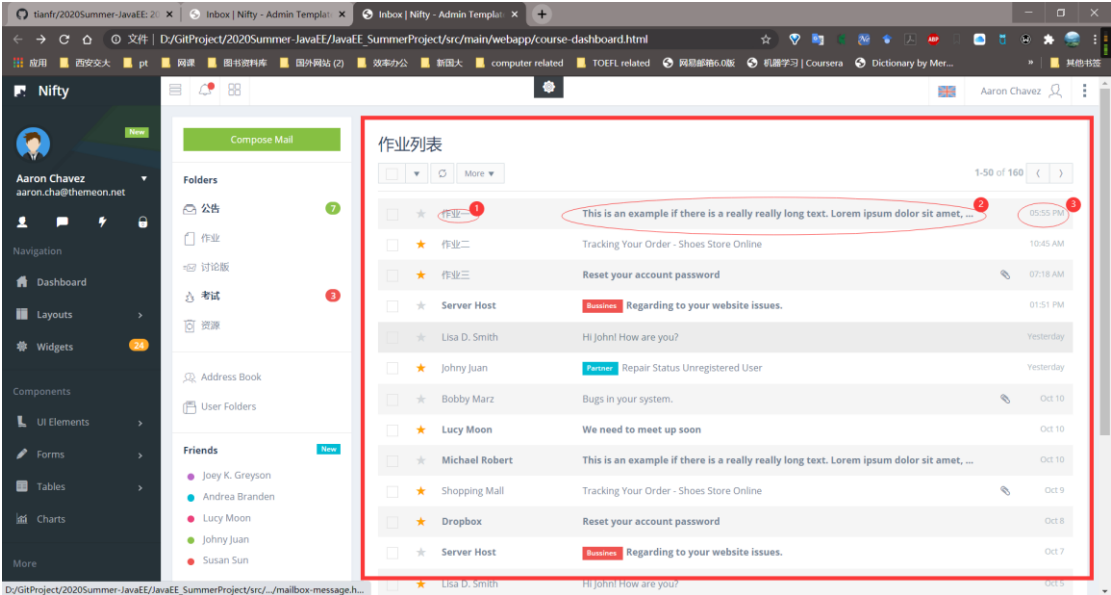 tianfr/2020Summer-JavaEE: 20 Inbox | Nifty - Admin Templat Inbox | Nifty - Admin Templat
文件 D:/GitProject/2020Summer-JavaEE/JavaEE_SummerProject/src/main/webapp/course-dashboard.html
应用 西安交大 pt 网课 图书资料库 国外网站 (2) 效率办公 新国大 computer related TOEFL related 网易邮箱6.0版 机器学习 | Coursera Dictionary by Mer... » 其他书签
Nifty
Aaron Chavez
New
Aaron Chavez
aaron.cha@themeon.net
Navigation
Dashboard
Layouts
Widgets 24
Components
UI Elements
Forms
Tables
Charts
More
Compose Mail
Folders
公告 7
作业
讨论版
考试 3
资源
Address Book
User Folders
Friends New
Joey K. Greyson
Andrea Branden
Lucy Moon
Johny Juan
Susan Sun
作业列表
More 1-50 of 160
作业一 1 This is an example if there is a really really long text. Lorem ipsum dolor sit amet, ... 2 05:55 PM 3
作业二 Tracking Your Order - Shoes Store Online 10:45 AM
作业三 Reset your account password 07:18 AM
Server Host Bussines Regarding to your website issues. 01:51 PM
Lisa D. Smith Hi John! How are you? Yesterday
Johny Juan Partner Repair Status Unregistered User Yesterday
Bobby Marz Bugs in your system. Oct 10
Lucy Moon We need to meet up soon Oct 10
Michael Robert This is an example if there is a really really long text. Lorem ipsum dolor sit amet, ... Oct 10
Shopping Mall Tracking Your Order - Shoes Store Online Oct 9
Dropbox Reset your account password Oct 8
Server Host Bussines Regarding to your website issues. Oct 7
Lisa D. Smith Hi John! How are you? Oct 5
D:/GitProject/2020Summer-JavaEE/JavaEE_SummerProject/src/.../mailbox-message.h...